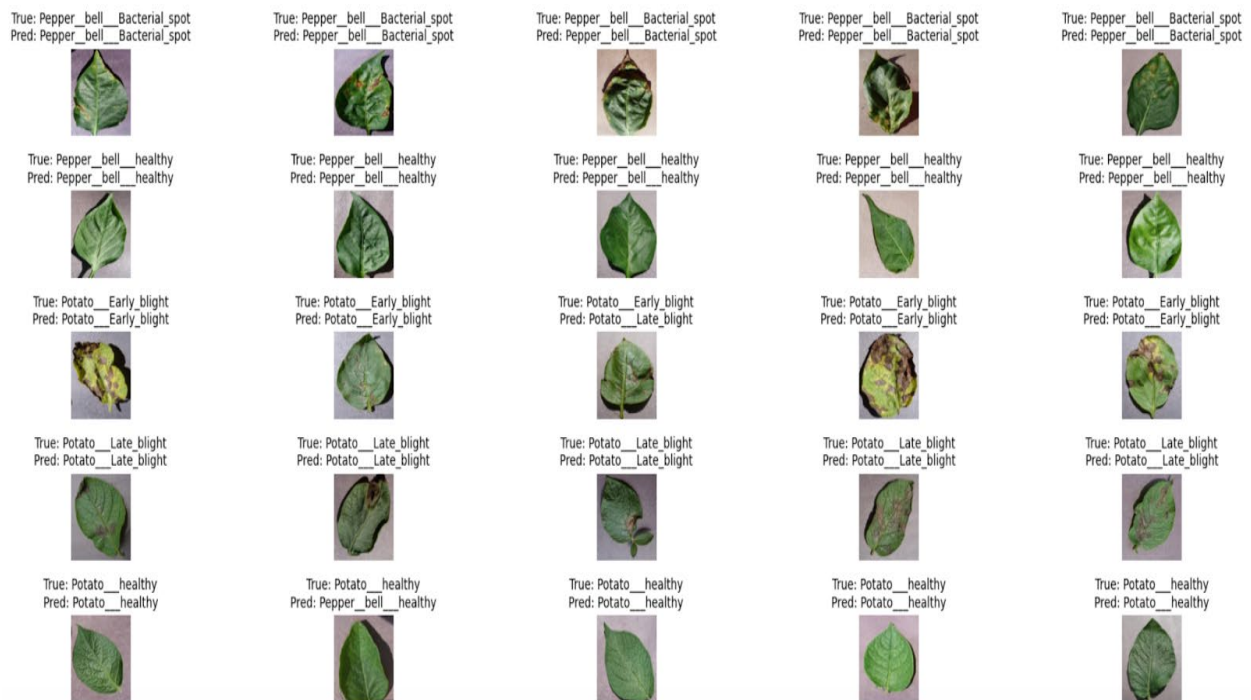 True: Pepper__bell___Bacterial_spot
Pred: Pepper__bell___Bacterial_spot
True: Pepper__bell___Bacterial_spot
Pred: Pepper__bell___Bacterial_spot
True: Pepper__bell___Bacterial_spot
Pred: Pepper__bell___Bacterial_spot
True: Pepper__bell___Bacterial_spot
Pred: Pepper__bell___Bacterial_spot
True: Pepper__bell___Bacterial_spot
Pred: Pepper__bell___Bacterial_spot
True: Pepper__bell___healthy
Pred: Pepper__bell___healthy
True: Pepper__bell___healthy
Pred: Pepper__bell___healthy
True: Pepper__bell___healthy
Pred: Pepper__bell___healthy
True: Pepper__bell___healthy
Pred: Pepper__bell___healthy
True: Pepper__bell___healthy
Pred: Pepper__bell___healthy
True: Potato___Early_blight
Pred: Potato___Early_blight
True: Potato___Early_blight
Pred: Potato___Early_blight
True: Potato___Early_blight
Pred: Potato___Late_blight
True: Potato___Early_blight
Pred: Potato___Early_blight
True: Potato___Early_blight
Pred: Potato___Early_blight
True: Potato___Late_blight
Pred: Potato___Late_blight
True: Potato___Late_blight
Pred: Potato___Late_blight
True: Potato___Late_blight
Pred: Potato___Late_blight
True: Potato___Late_blight
Pred: Potato___Late_blight
True: Potato___Late_blight
Pred: Potato___Late_blight
True: Potato___healthy
Pred: Potato___healthy
True: Potato___healthy
Pred: Pepper__bell___healthy
True: Potato___healthy
Pred: Potato___healthy
True: Potato___healthy
Pred: Potato___healthy
True: Potato___healthy
Pred: Potato___healthy